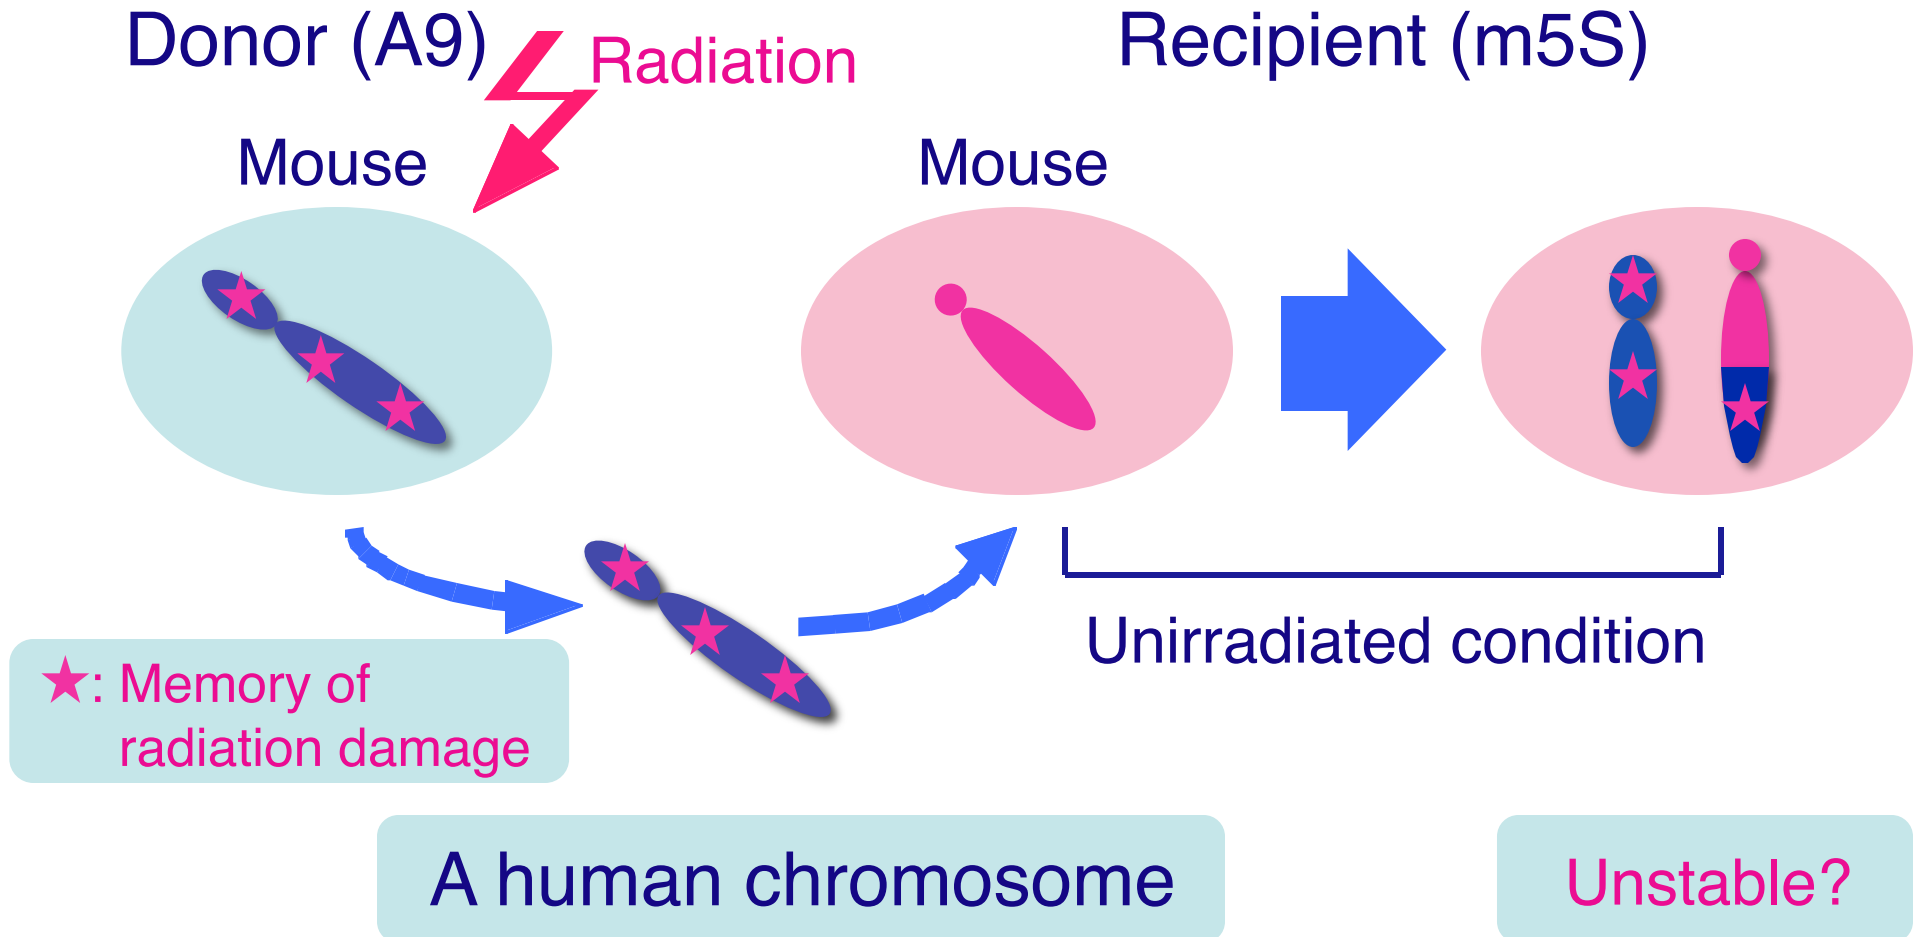 Donor (A9)
Radiation
Recipient (m5S)
Mouse
Mouse
Unirradiated condition
★: Memory of
radiation damage
A human chromosome
Unstable?